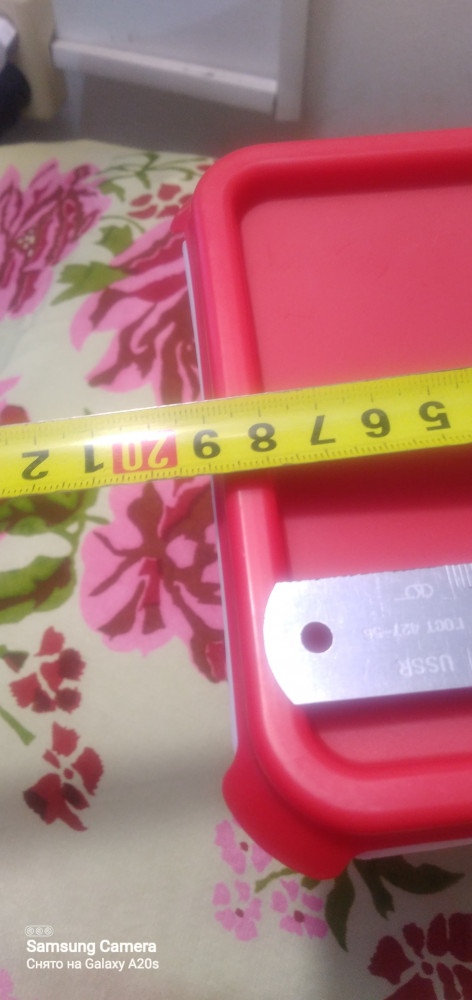 2 1 20 9 8 7 6 5
ГОСТ 427-56
USSR
Samsung Camera
Снято на Galaxy A20s